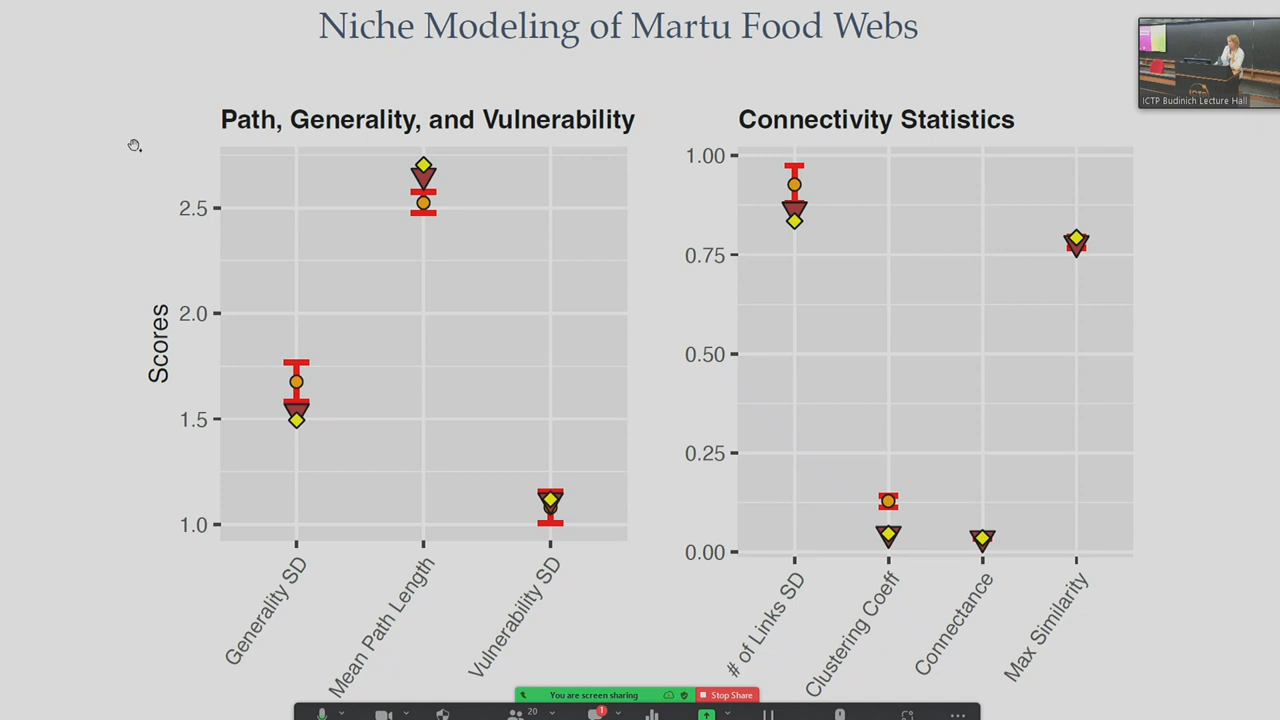 Niche Modeling of Martu Food Webs
ICTP Budinich Lecture Hall
Path, Generality, and Vulnerability
Connectivity Statistics
Scores
2.5
2.0
1.5
1.0
1.00
0.75
0.50
0.25
0.00
Generality SD
Mean Path Length
Vulnerability SD
# of Links SD
Clustering Coeff
Connectance
Max Similarity
You are screen sharing
Stop Share
20
1